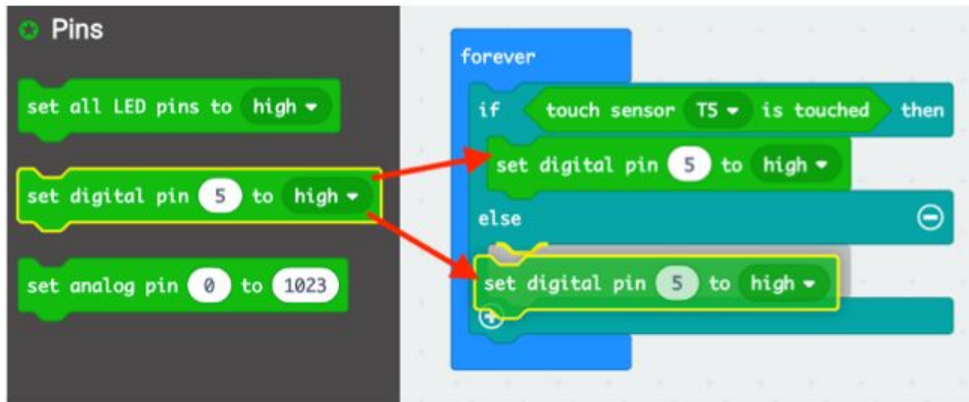 Pins
set all LED pins to high
set digital pin 5 to high
set analog pin 0 to 1023
forever
if touch sensor T5 is touched then
set digital pin 5 to high
else
set digital pin 5 to high